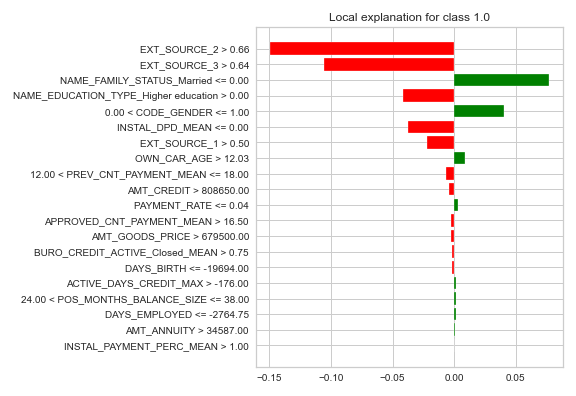 Local explanation for class 1.0
EXT_SOURCE_2 > 0.66
EXT_SOURCE_3 > 0.64
NAME_FAMILY_STATUS_Married <= 0.00
NAME_EDUCATION_TYPE_Higher education > 0.00
0.00 < CODE_GENDER <= 1.00
INSTAL_DPD_MEAN <= 0.00
EXT_SOURCE_1 > 0.50
OWN_CAR_AGE > 12.03
12.00 < PREV_CNT_PAYMENT_MEAN <= 18.00
AMT_CREDIT > 808650.00
PAYMENT_RATE <= 0.04
APPROVED_CNT_PAYMENT_MEAN > 16.50
AMT_GOODS_PRICE > 679500.00
BURO_CREDIT_ACTIVE_Closed_MEAN > 0.75
DAYS_BIRTH <= -19694.00
ACTIVE_DAYS_CREDIT_MAX > -176.00
24.00 < POS_MONTHS_BALANCE_SIZE <= 38.00
DAYS_EMPLOYED <= -2764.75
AMT_ANNUITY > 34587.00
INSTAL_PAYMENT_PERC_MEAN > 1.00
−0.15 −0.10 −0.05 0.00 0.05